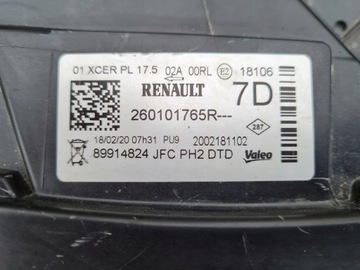 01 XCER PL 17.5 02A 00RL E2 18106
RENAULT 7D
260101765R---
287
18/02/20 07h31 PU9 2002181102
89914824 JFC PH2 DTD Valeo